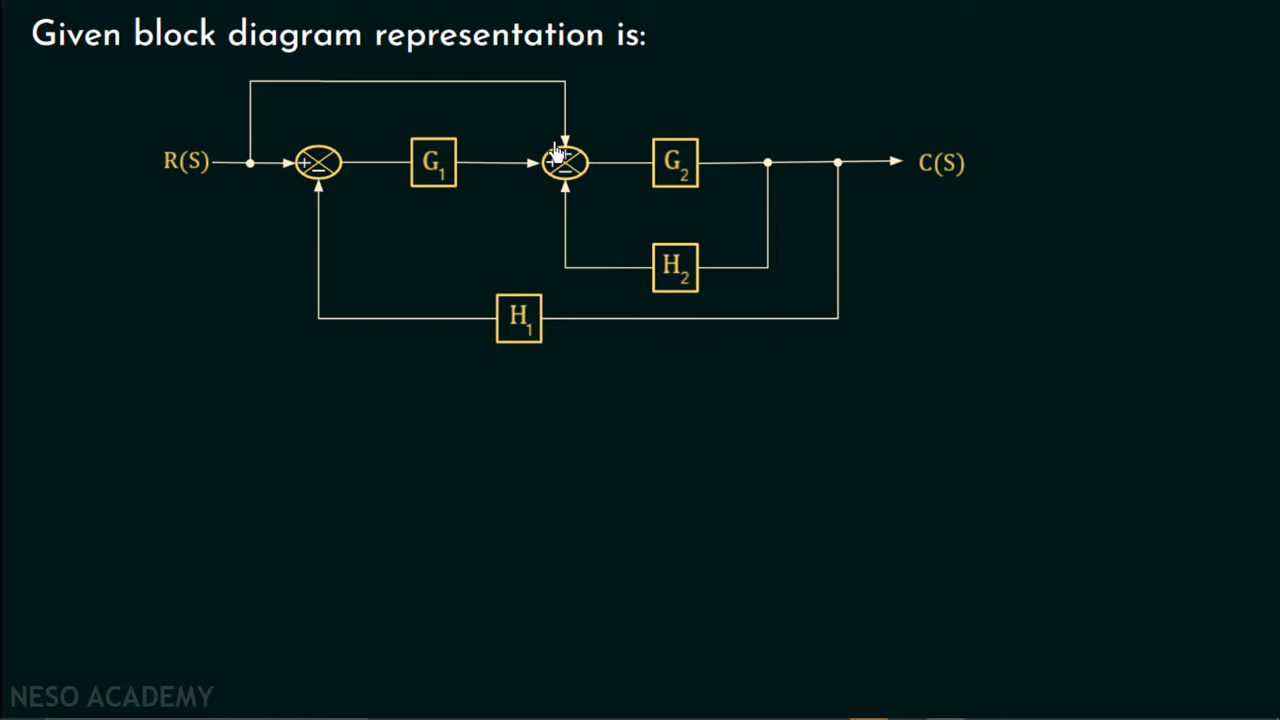 Given block diagram representation is:
R(S) + − G₁ + + − G₂ C(S)
H₂
H₁
NESO ACADEMY